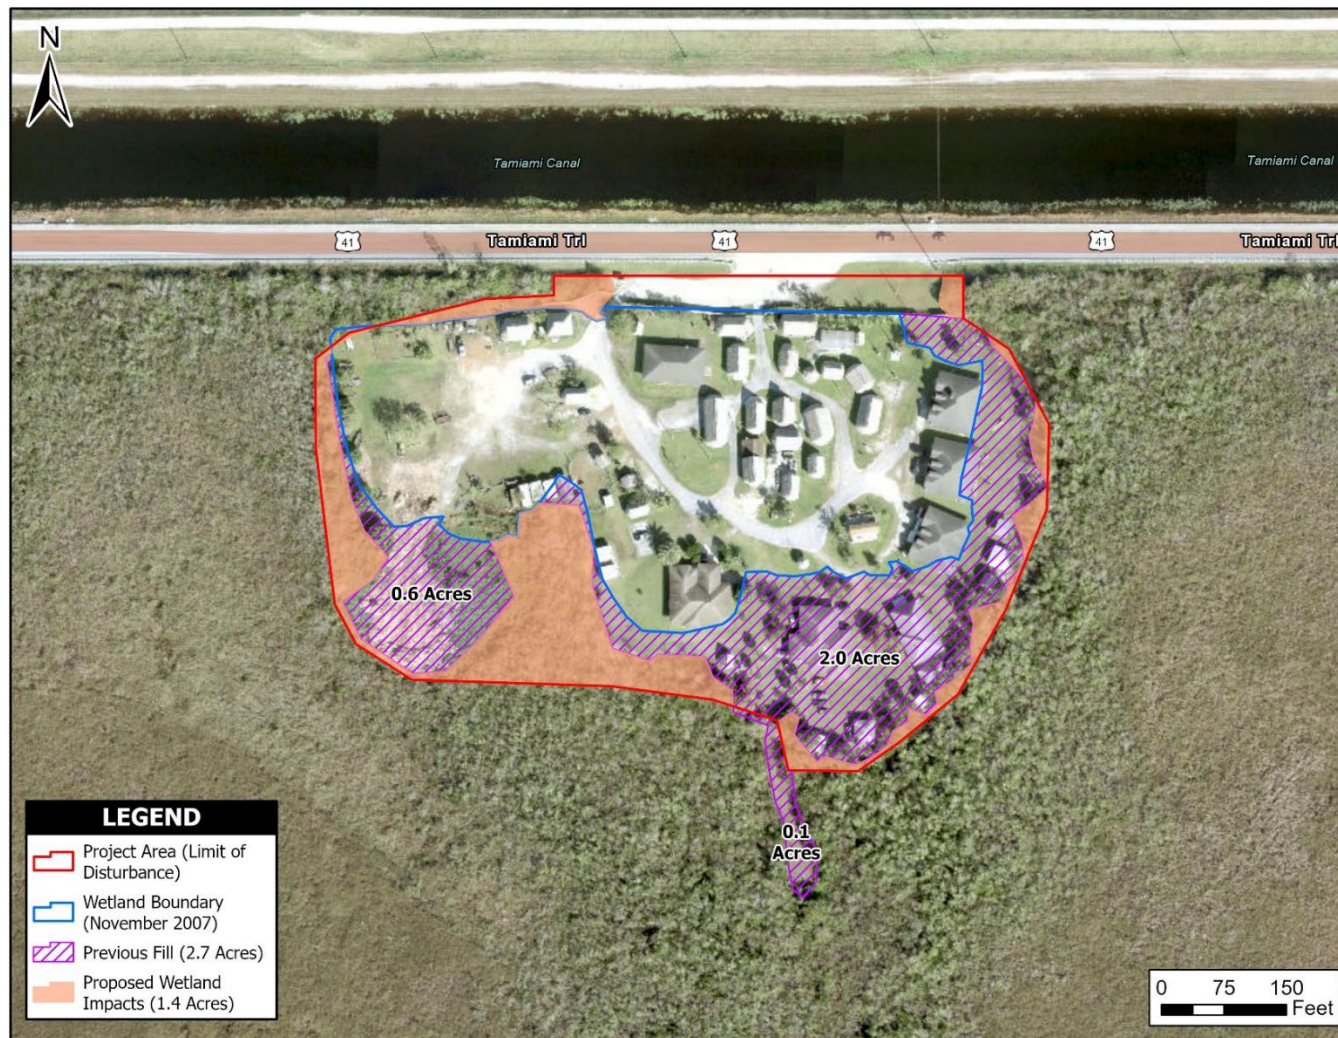 N
Tamiami Canal
Tamiami Canal
41
Tamiami Trl
41
41
Tamiami Trl
0.6 Acres
2.0 Acres
0.1
Acres
LEGEND
Project Area (Limit of
Disturbance)
Wetland Boundary
(November 2007)
Previous Fill (2.7 Acres)
Proposed Wetland
Impacts (1.4 Acres)
0 75 150
Feet